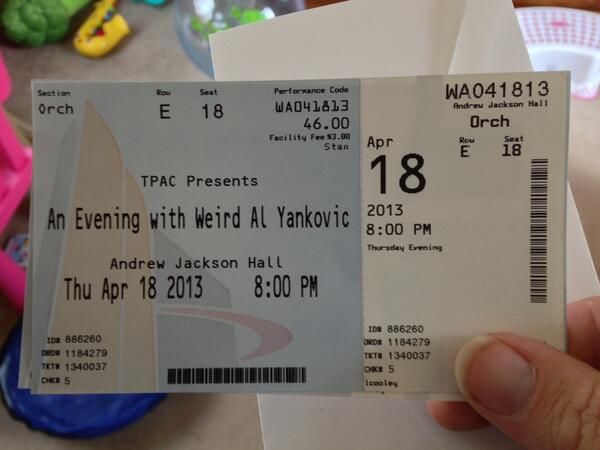 Section Row Seat Performance Code
Orch E 18 WA041813
46.00
Facility Fee $3.00
Stan
TPAC Presents
An Evening with Weird Al Yankovic
Andrew Jackson Hall
Thu Apr 18 2013 8:00 PM
ID# 886260
ORD# 1184279
TKT# 1340037
CHK# 5
WA041813
Andrew Jackson Hall
Orch
Row Seat
E 18
Apr
18
2013
8:00 PM
Thursday Evening
ID# 886260
ORD# 1184279
TKT# 1340037
CHK# 5
lcooley